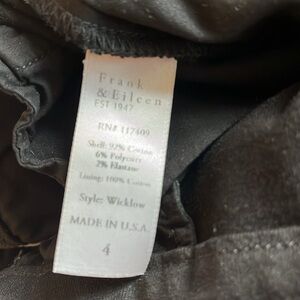 Frank
& Eileen
EST 1947
RN# 117409
Shell: 92% Cotton
6% Polyester
2% Elastane
Lining: 100% Cotton
Style: Wicklow
MADE IN U.S.A.
4